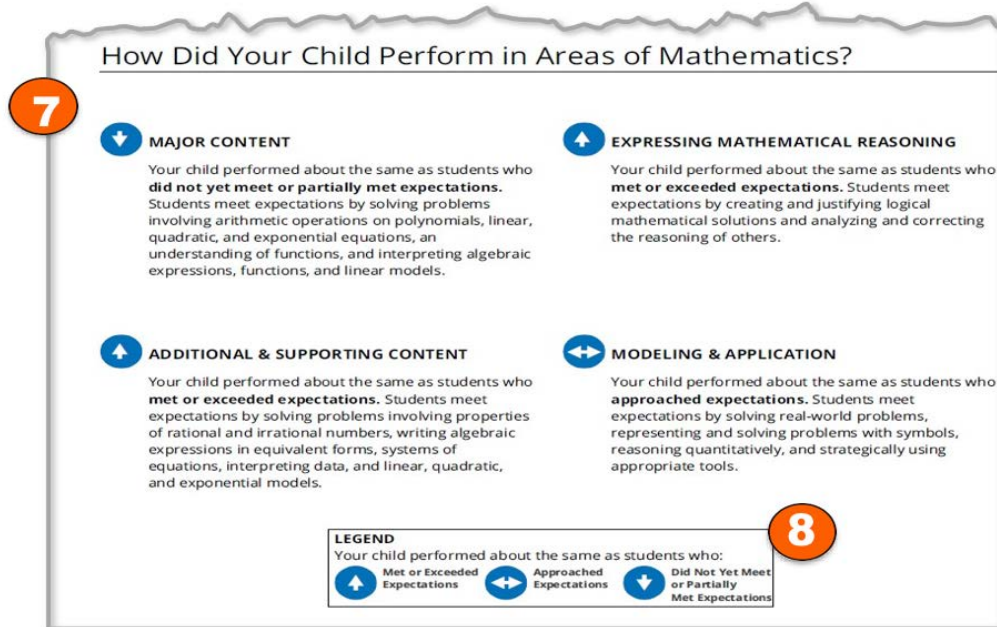 How Did Your Child Perform in Areas of Mathematics?
7
MAJOR CONTENT
Your child performed about the same as students who
did not yet meet or partially met expectations.
Students meet expectations by solving problems
involving arithmetic operations on polynomials, linear,
quadratic, and exponential equations, an
understanding of functions, and interpreting algebraic
expressions, functions, and linear models.
EXPRESSING MATHEMATICAL REASONING
Your child performed about the same as students who
met or exceeded expectations. Students meet
expectations by creating and justifying logical
mathematical solutions and analyzing and correcting
the reasoning of others.
ADDITIONAL & SUPPORTING CONTENT
Your child performed about the same as students who
met or exceeded expectations. Students meet
expectations by solving problems involving properties
of rational and irrational numbers, writing algebraic
expressions in equivalent forms, systems of
equations, interpreting data, and linear, quadratic,
and exponential models.
MODELING & APPLICATION
Your child performed about the same as students who
approached expectations. Students meet
expectations by solving real-world problems,
representing and solving problems with symbols,
reasoning quantitatively, and strategically using
appropriate tools.
8
LEGEND
Your child performed about the same as students who:
Met or Exceeded
Expectations
Approached
Expectations
Did Not Yet Meet
or Partially
Met Expectations